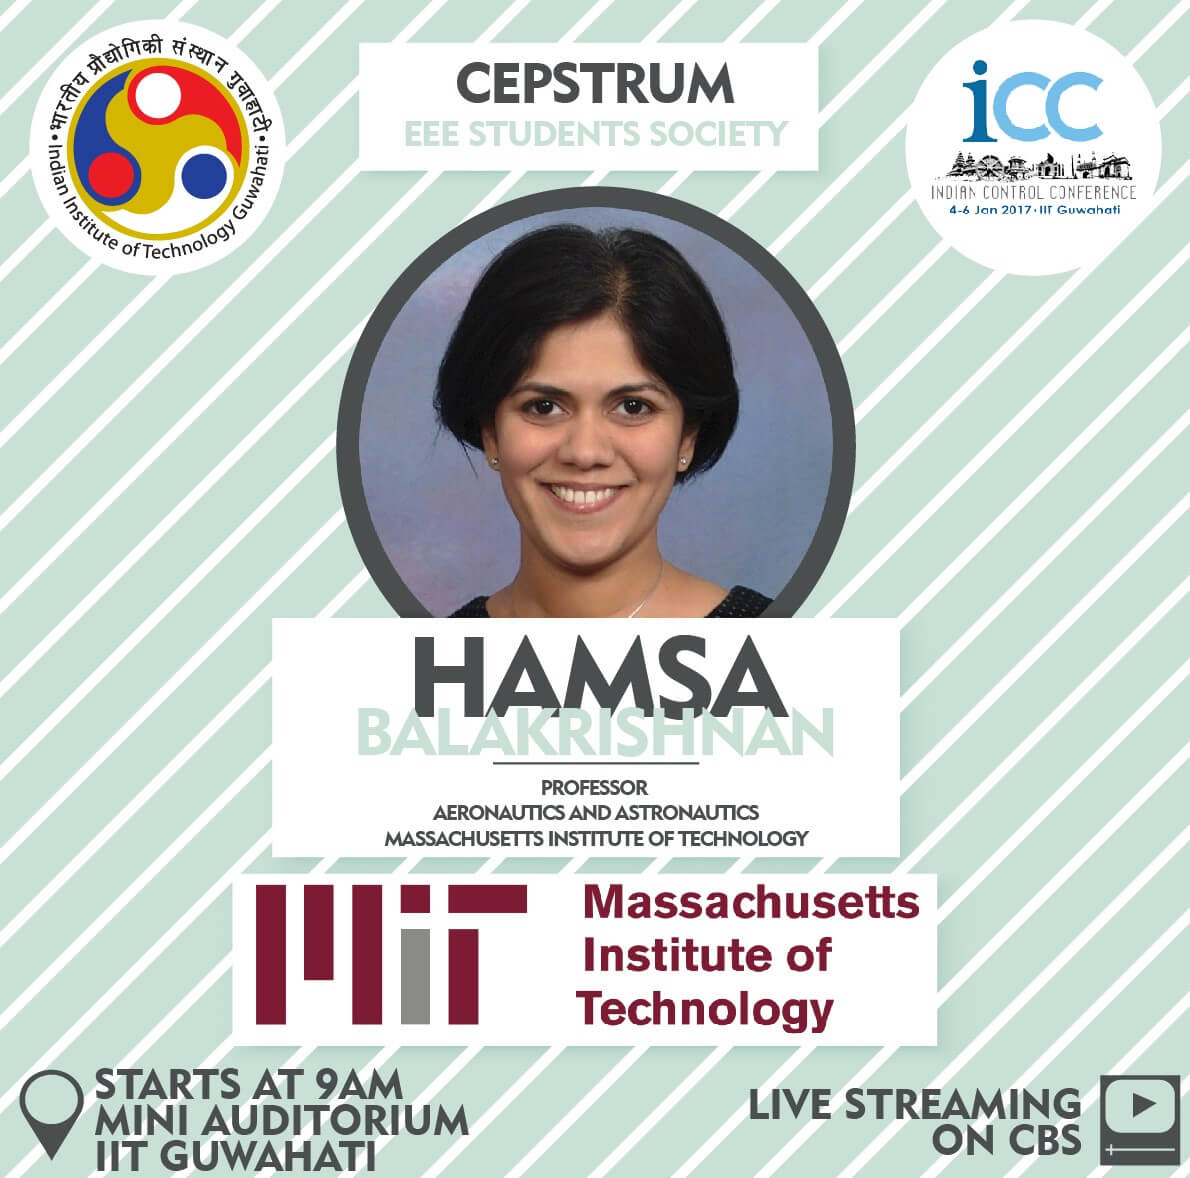 भारतीय प्रौद्योगिकी संस्थान गुवाहाटी
Indian Institute of Technology Guwahati
CEPSTRUM
EEE STUDENTS SOCIETY
icc
INDIAN CONTROL CONFERENCE
4-6 Jan 2017 · IIT Guwahati
HAMSA
BALAKRISHNAN
PROFESSOR
AERONAUTICS AND ASTRONAUTICS
MASSACHUSETTS INSTITUTE OF TECHNOLOGY
MiT
Massachusetts
Institute of
Technology
STARTS AT 9AM
MINI AUDITORIUM
IIT GUWAHATI
LIVE STREAMING
ON CBS